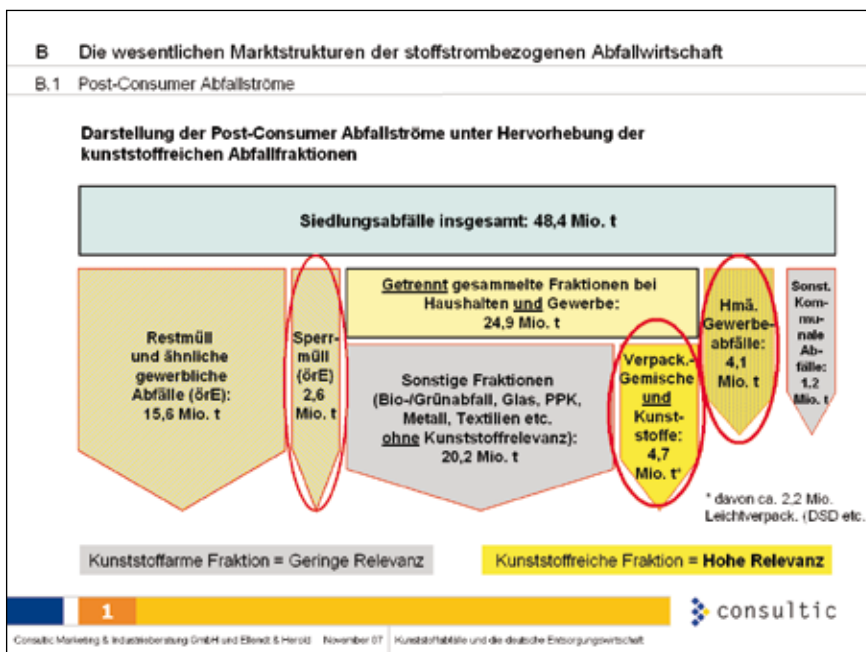 B Die wesentlichen Marktstrukturen der stoffstrombezogenen Abfallwirtschaft
B.1 Post-Consumer Abfallströme
Darstellung der Post-Consumer Abfallströme unter Hervorhebung der
kunststoffreichen Abfallfraktionen
Siedlungsabfälle insgesamt: 48,4 Mio. t
Restmüll
und ähnliche
gewerbliche
Abfälle (örE):
15,6 Mio. t
Sperr-
müll
(örE)
2,6
Mio. t
Getrennt gesammelte Fraktionen bei
Haushalten und Gewerbe:
24,9 Mio. t
Sonstige Fraktionen
(Bio-/Grünabfall, Glas, PPK,
Metall, Textilien etc.
ohne Kunststoffrelevanz):
20,2 Mio. t
Verpack.-
Gemische
und
Kunst-
stoffe:
4,7
Mio. t*
Hmä.
Gewerbe-
abfälle:
4,1
Mio. t
Sonst.
Kom-
mu-
nale
Ab-
fälle:
1,2
Mio. t
* davon ca. 2,2 Mio.
Leichtverpack. (DSD etc.
Kunststoffarme Fraktion = Geringe Relevanz
Kunststoffreiche Fraktion = Hohe Relevanz
1
consultic
Consultic Marketing & Industrieberatung GmbH und Ellendt & Herold November 07 Kunststoffabfälle und die deutsche Entsorgungswirtschaft